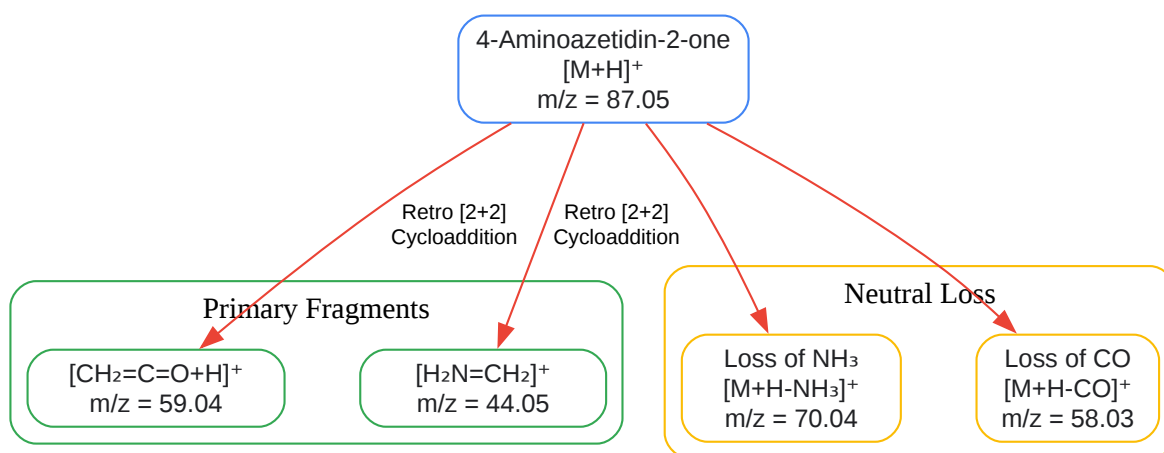 4-Aminoazetidin-2-one
[M+H]⁺
m/z = 87.05
Retro [2+2]
Cycloaddition
Retro [2+2]
Cycloaddition
Primary Fragments
[CH₂=C=O+H]⁺
m/z = 59.04
[H₂N=CH₂]⁺
m/z = 44.05
Neutral Loss
Loss of NH₃
[M+H-NH₃]⁺
m/z = 70.04
Loss of CO
[M+H-CO]⁺
m/z = 58.03